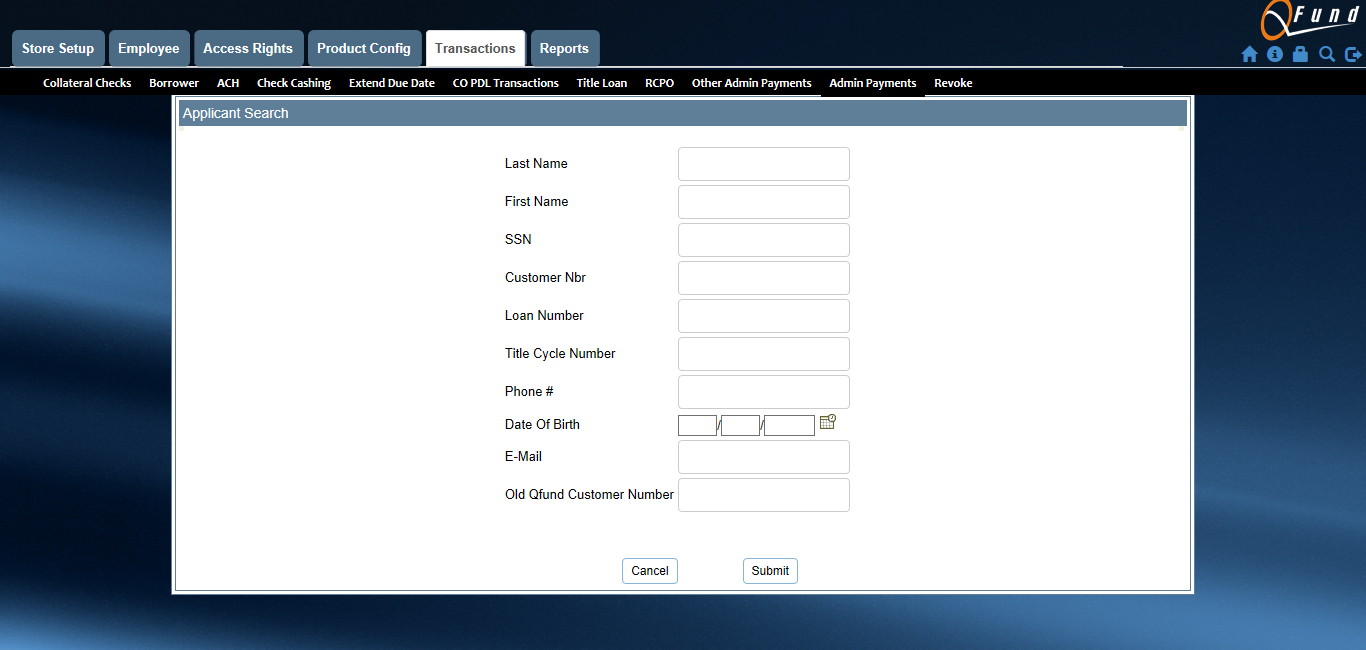 QFund
Store Setup Employee Access Rights Product Config Transactions Reports
Collateral Checks Borrower ACH Check Cashing Extend Due Date CO PDL Transactions Title Loan RCPO Other Admin Payments Admin Payments Revoke
Applicant Search
Last Name
First Name
SSN
Customer Nbr
Loan Number
Title Cycle Number
Phone #
Date Of Birth / /
E-Mail
Old Qfund Customer Number
Cancel Submit